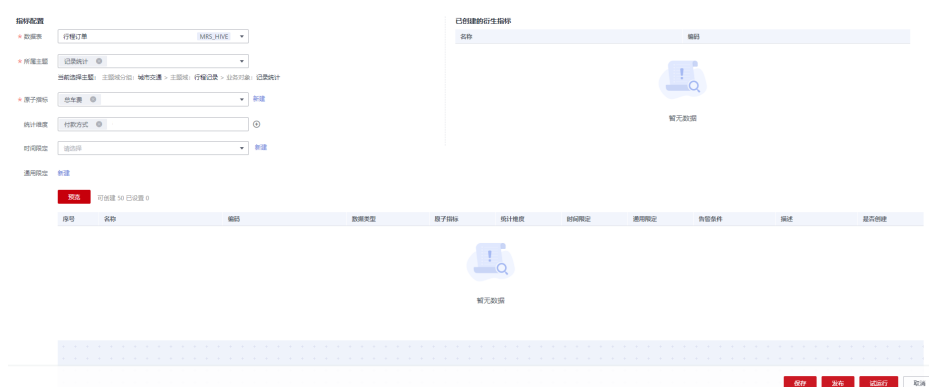 指标配置
* 数据表 行程订单 MRS_HIVE
* 所属主题 记录统计
当前选择主题: 主题域分组: 城市交通 > 主题域: 行程记录 > 业务对象: 记录统计
* 原子指标 总车费 新建
统计维度 付款方式
时间限定 请选择 新建
通用限定 新建
已创建的衍生指标
名称 编码
暂无数据
预览 可创建 50 已设置 0
序号 名称 编码 数据类型 原子指标 统计维度 时间限定 通用限定 告警条件 描述 是否创建
暂无数据
保存 发布 试运行 取消